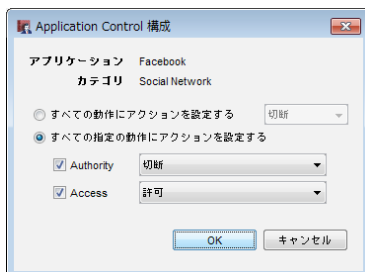 Application Control 構成
アプリケーション Facebook
カテゴリ Social Network
すべての動作にアクションを設定する 切断
すべての指定の動作にアクションを設定する
Authority 切断
Access 許可
OK キャンセル